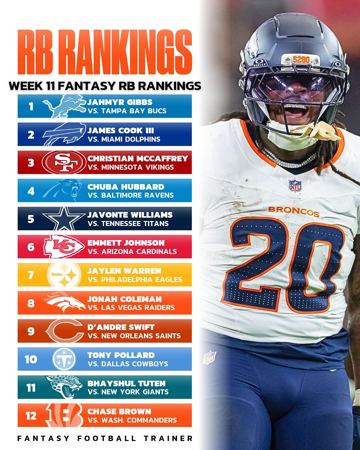 RB RANKINGS
WEEK 11 FANTASY RB RANKINGS
1 JAHMYR GIBBS
VS. TAMPA BAY BUCS
2 JAMES COOK III
VS. MIAMI DOLPHINS
3 CHRISTIAN MCCAFFREY
VS. MINNESOTA VIKINGS
4 CHUBA HUBBARD
VS. BALTIMORE RAVENS
5 JAVONTE WILLIAMS
VS. TENNESSEE TITANS
6 EMMETT JOHNSON
VS. ARIZONA CARDINALS
7 JAYLEN WARREN
VS. PHILADELPHIA EAGLES
8 JONAH COLEMAN
VS. LAS VEGAS RAIDERS
9 D'ANDRE SWIFT
VS. NEW ORLEANS SAINTS
10 TONY POLLARD
VS. DALLAS COWBOYS
11 BHAYSHUL TUTEN
VS. NEW YORK GIANTS
12 CHASE BROWN
VS. WASH. COMMANDERS
FANTASY FOOTBALL TRAINER
5280
BRONCOS
20